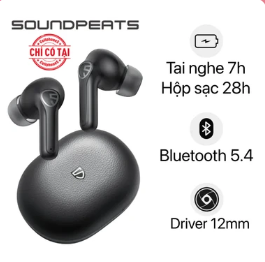 SOUNDPEATS
CHỈ CÓ TẠI
Tai nghe 7h
Hộp sạc 28h
Bluetooth 5.4
Driver 12mm